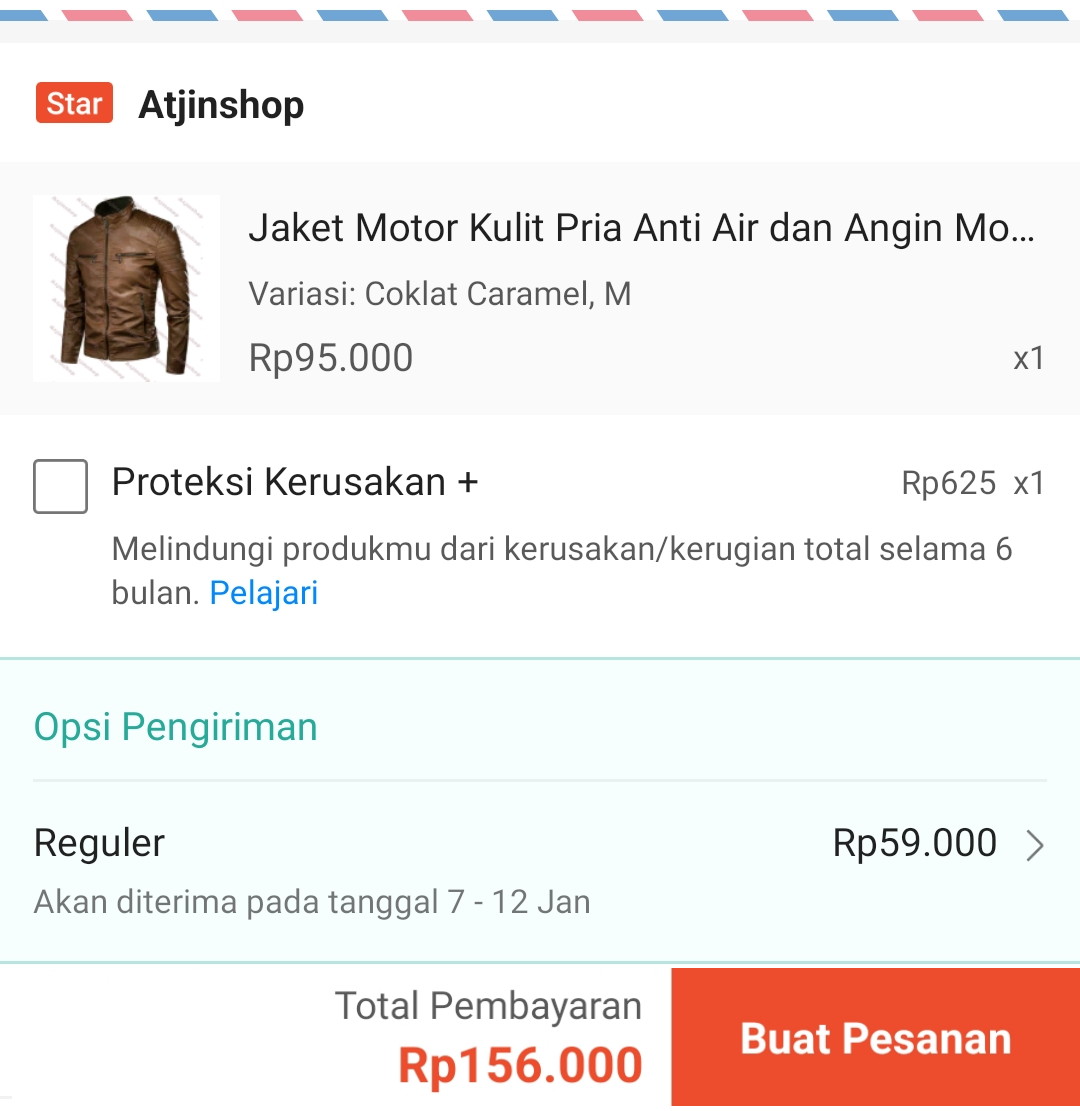 Star Atjinshop
Jaket Motor Kulit Pria Anti Air dan Angin Mo...
Variasi: Coklat Caramel, M
Rp95.000 x1
Proteksi Kerusakan + Rp625 x1
Melindungi produkmu dari kerusakan/kerugian total selama 6
bulan. Pelajari
Opsi Pengiriman
Reguler Rp59.000
Akan diterima pada tanggal 7 - 12 Jan
Total Pembayaran
Rp156.000
Buat Pesanan